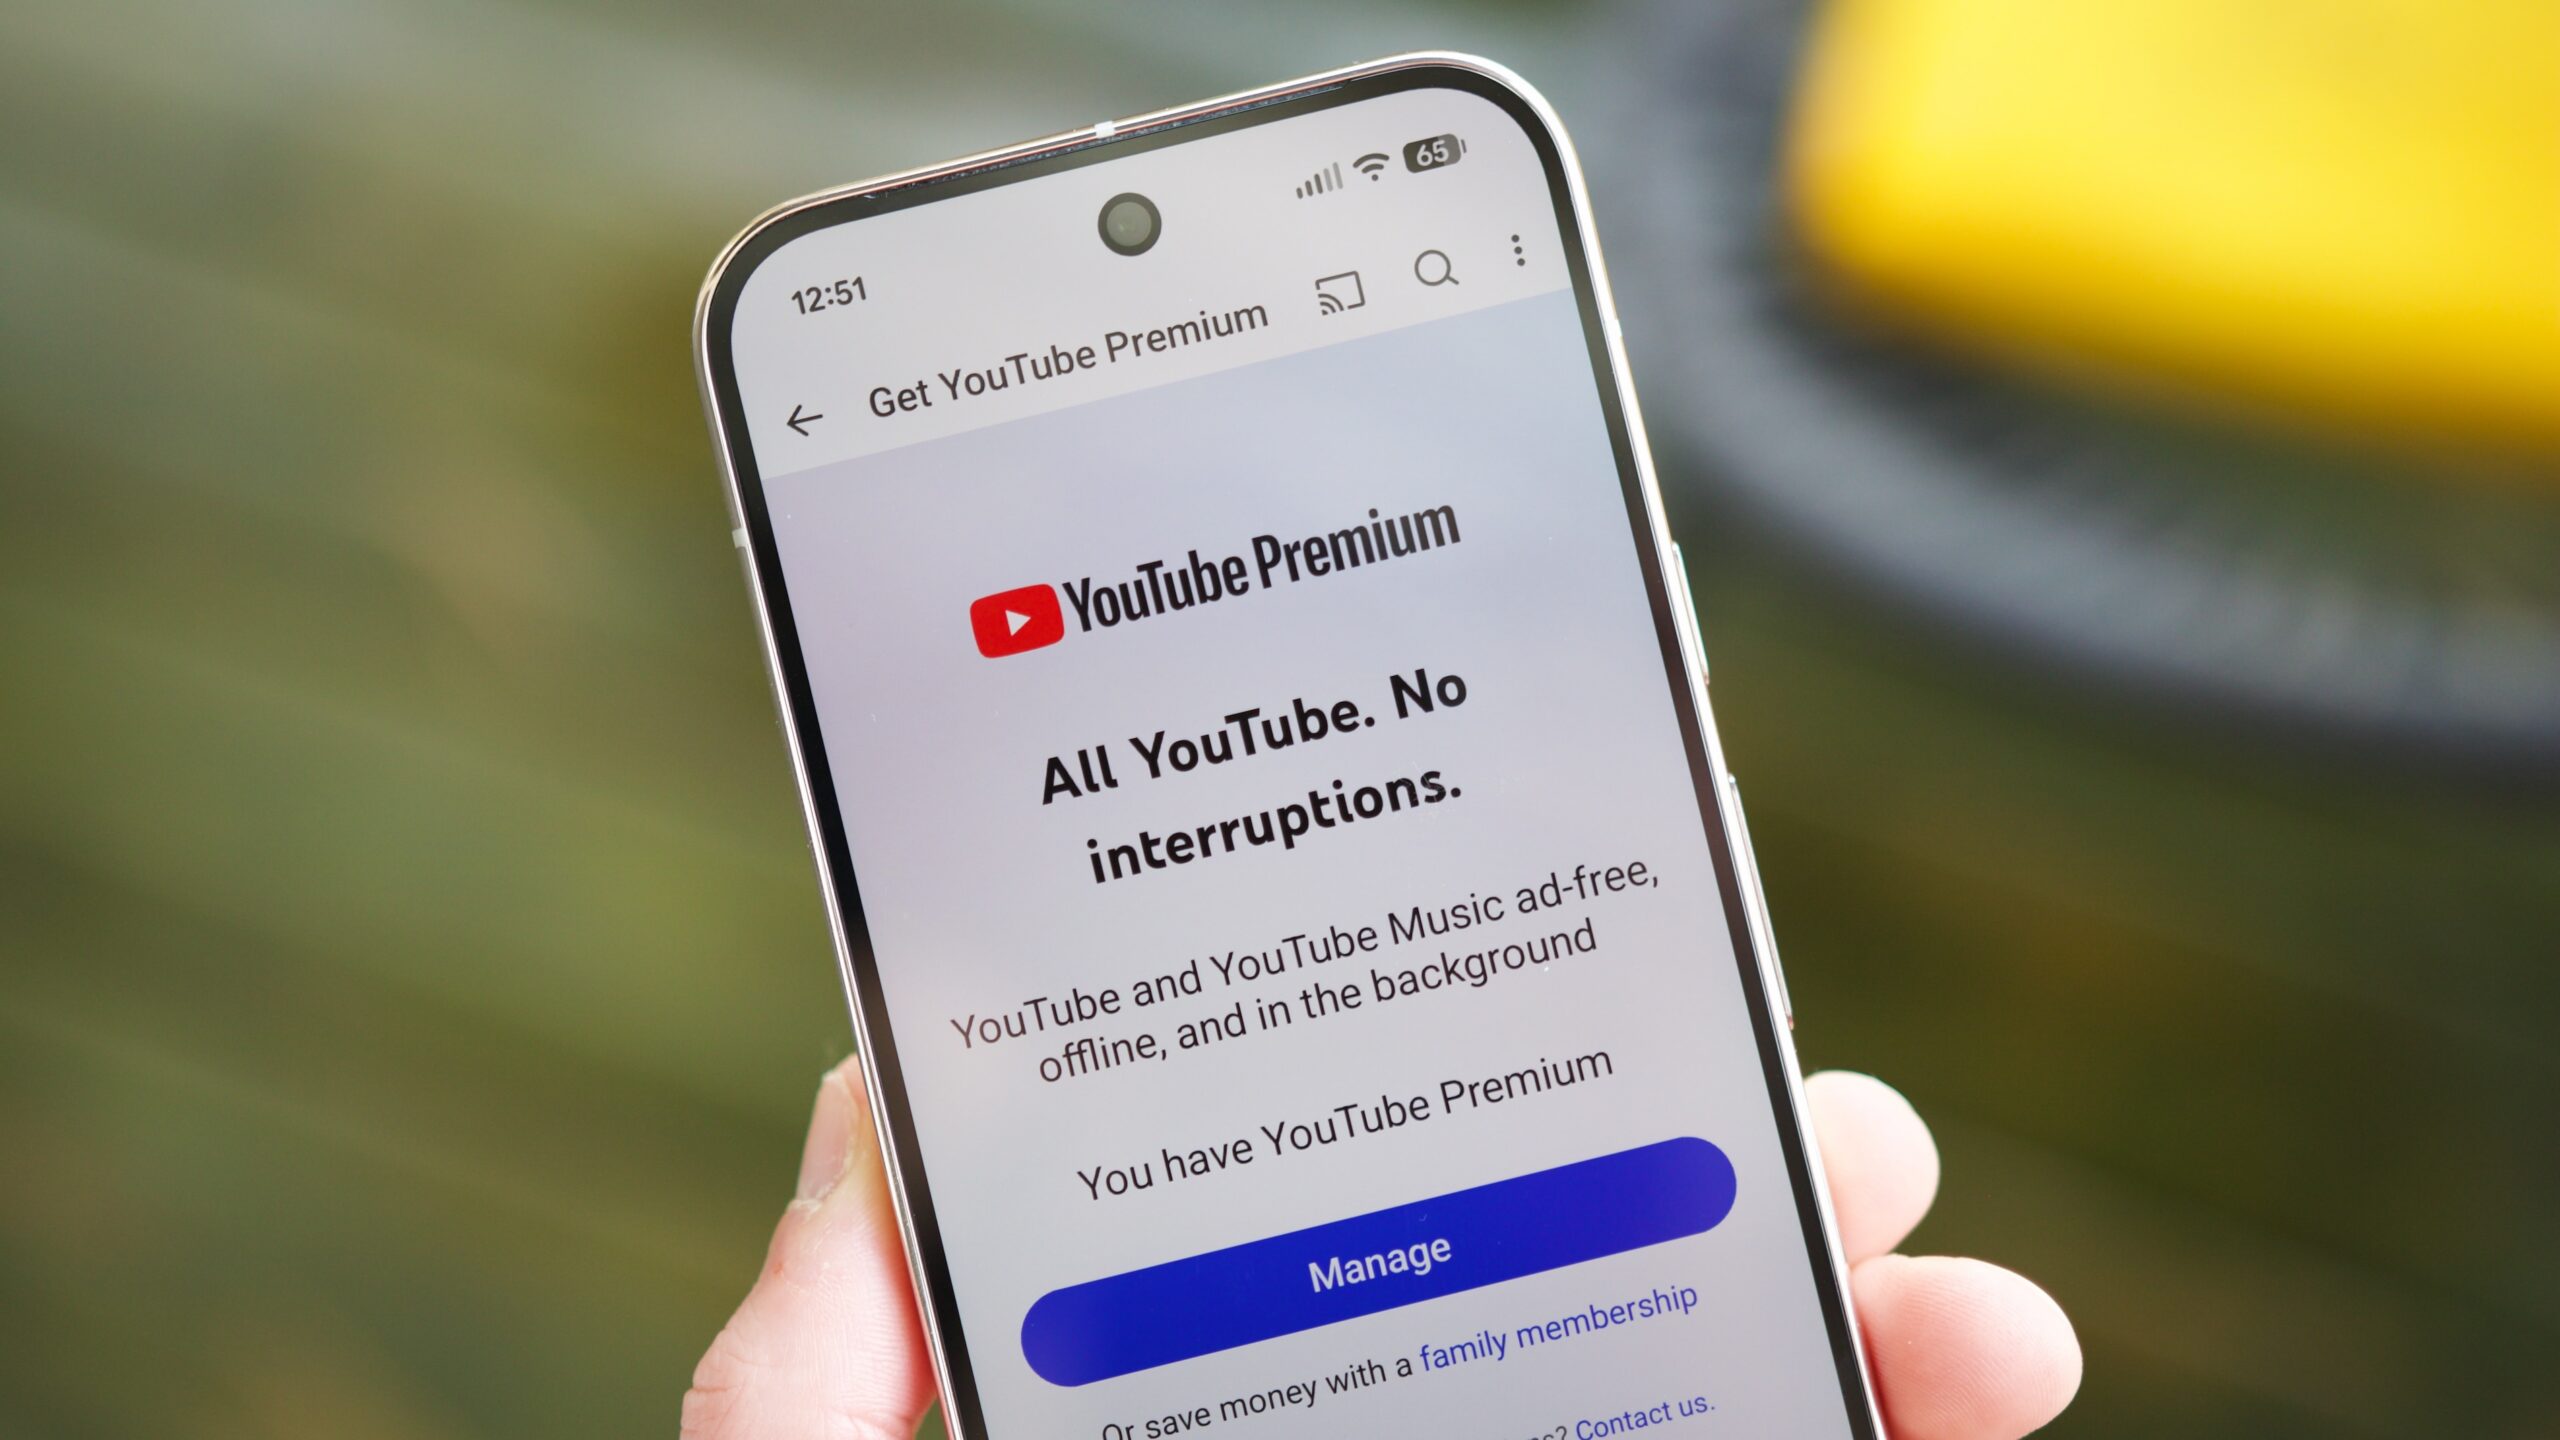 65
12:51
Get YouTube Premium
YouTube Premium
All YouTube. No
interruptions.
YouTube and YouTube Music ad-free,
offline, and in the background
You have YouTube Premium
Manage
Or save money with a family membership
Contact us.